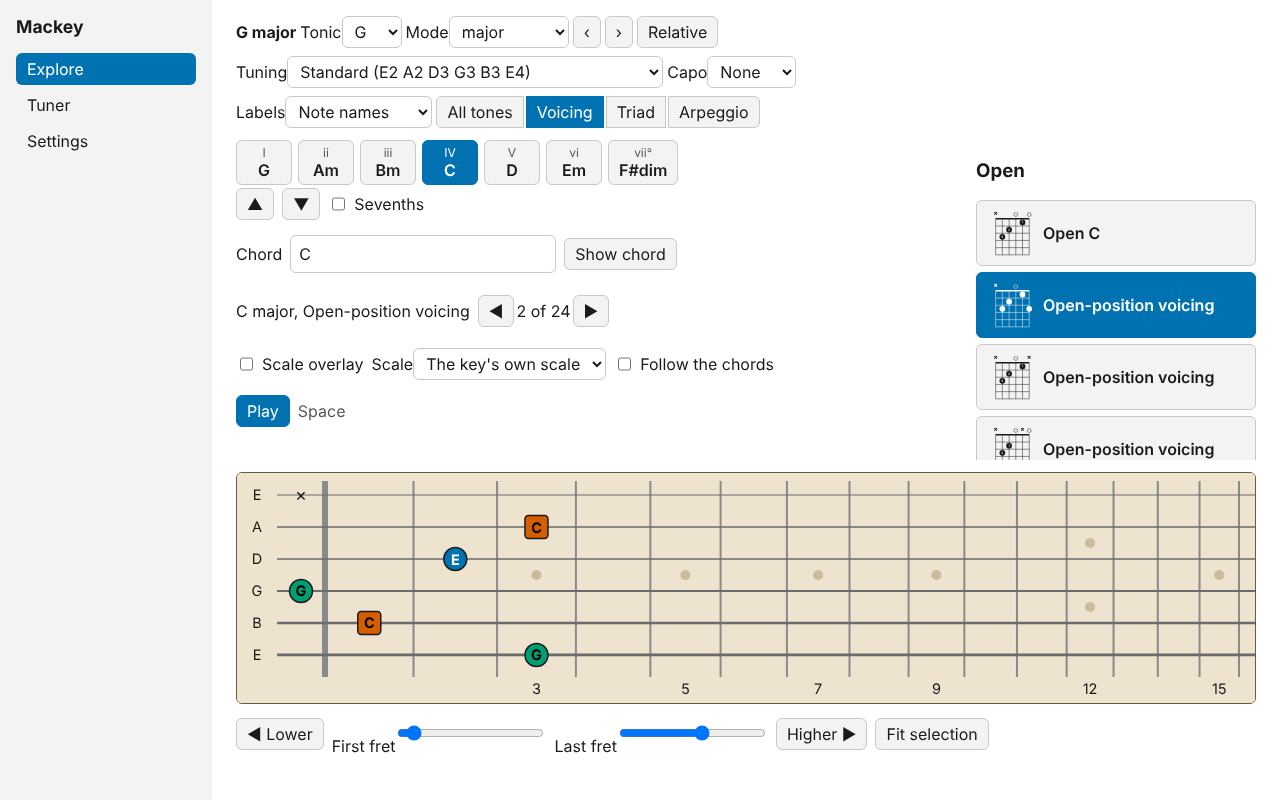 Mackey
Explore
Tuner
Settings
G major Tonic G Mode major ‹ › Relative
Tuning Standard (E2 A2 D3 G3 B3 E4) Capo None
Labels Note names All tones Voicing Triad Arpeggio
I ii iii IV V vi vii°
G Am Bm C D Em F#dim
▲ ▼ Sevenths
Chord C Show chord
C major, Open-position voicing ◀ 2 of 24 ▶
Scale overlay Scale The key's own scale Follow the chords
Play Space
Open
Open C
Open-position voicing
Open-position voicing
Open-position voicing
E ×
A C
D E
G G
B C
E G
3 5 7 9 12 15
◀ Lower First fret Last fret Higher ▶ Fit selection